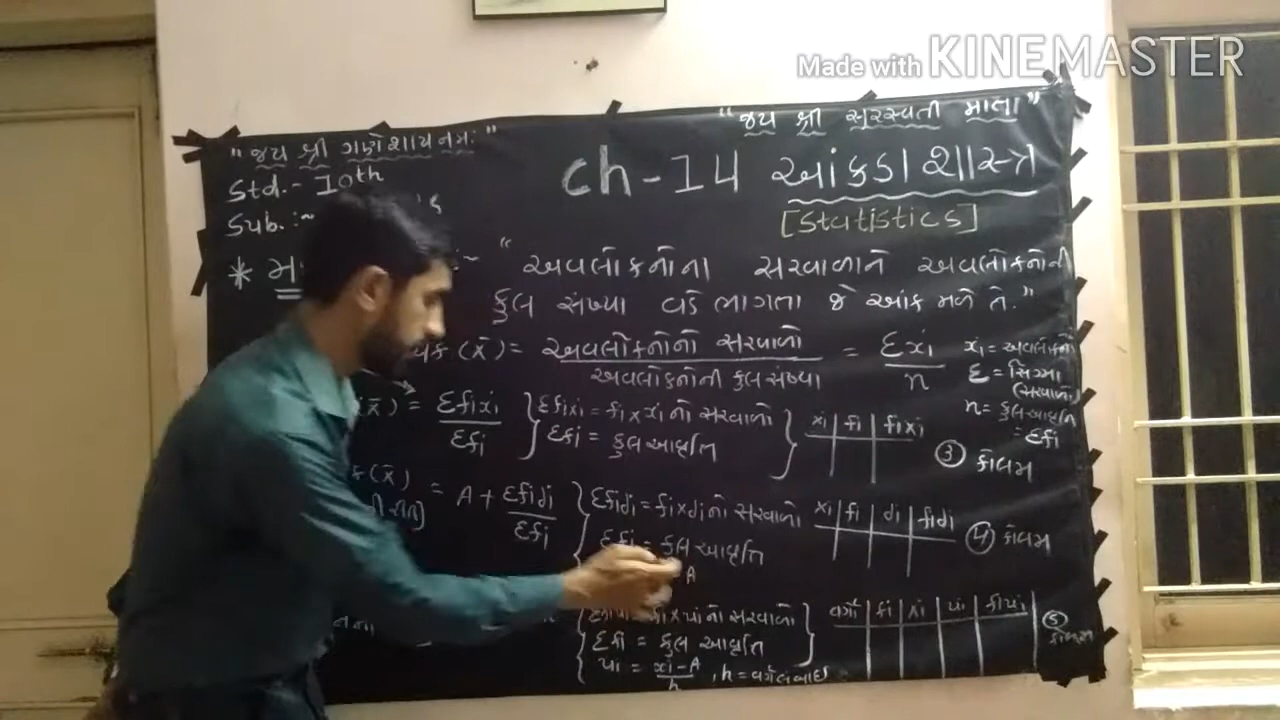 Made with KINEMASTER
"જય શ્રી સરસ્વતી માતા"
"જય શ્રી ગણેશાય નમઃ"
Std.- 10th
Sub.:~
ch-14 આંકડાશાસ્ત્ર
[Statistics]
* :- "અવલોકનોના સરવાળાને અવલોકનોની
કુલ સંખ્યા વડે ભાગતા જે આંક મળે તે."
(x̄) = અવલોકનોનો સરવાળો / અવલોકનોની કુલ સંખ્યા = Σxi / n
xi = અવલોકનો
Σ = સિગ્મા
(સરવાળો)
n = કુલ આવૃત્તિ
= Σfi
(x̄) = Σfixi / Σfi } Σfixi = fi × xi નો સરવાળો
Σfi = કુલ આવૃત્તિ }
xi | fi | fixi
③ કોલમ
(x̄) = A + Σfidi / Σfi { Σfidi = fi × di નો સરવાળો
Σfi = કુલ આવૃત્તિ
A
xi | fi | di | fidi
④ કોલમ
નો સરવાળો
Σfi = કુલ આવૃત્તિ
ui = xi - A / h , h = વર્ગલંબાઈ
વર્ગો | fi | xi | ui | fiui
⑤ કોલમ